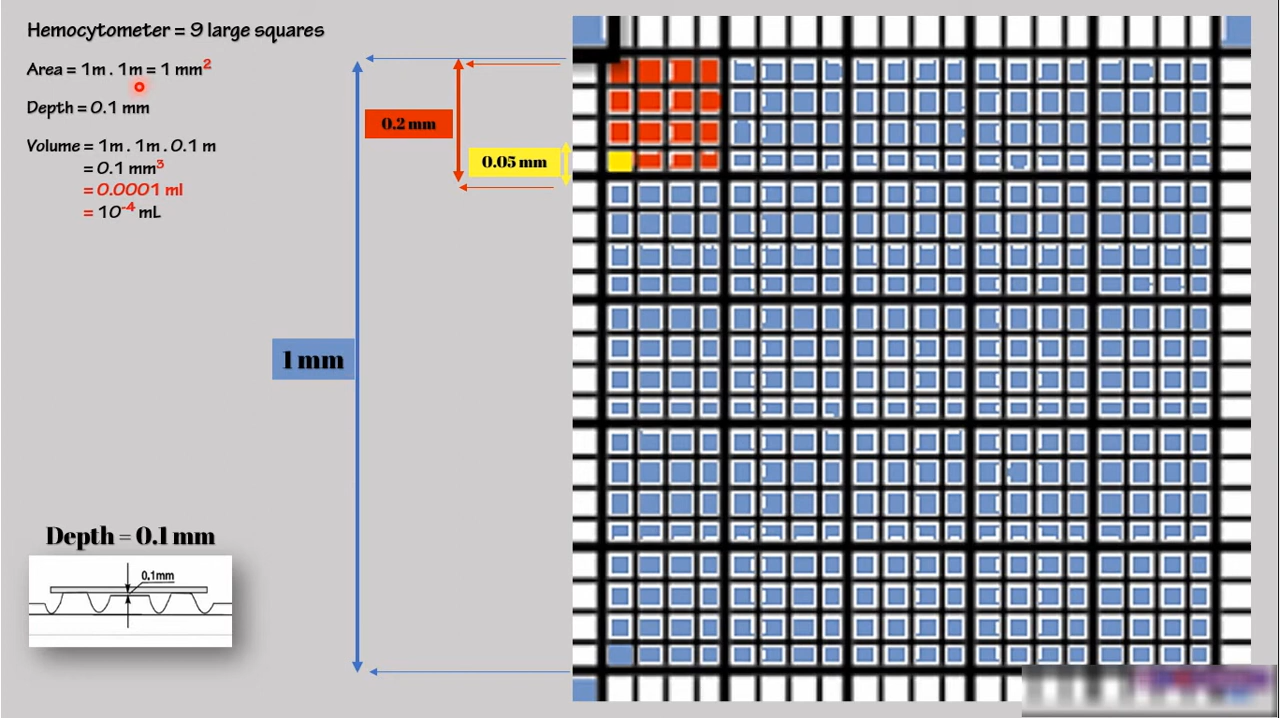 Hemocytometer = 9 large squares
Area = 1m . 1m = 1 mm²
Depth = 0.1 mm
Volume = 1m . 1m . 0.1 m
= 0.1 mm³
= 0.0001 ml
= 10⁻⁴ mL
0.2 mm
0.05 mm
1 mm
Depth = 0.1 mm
0.1mm